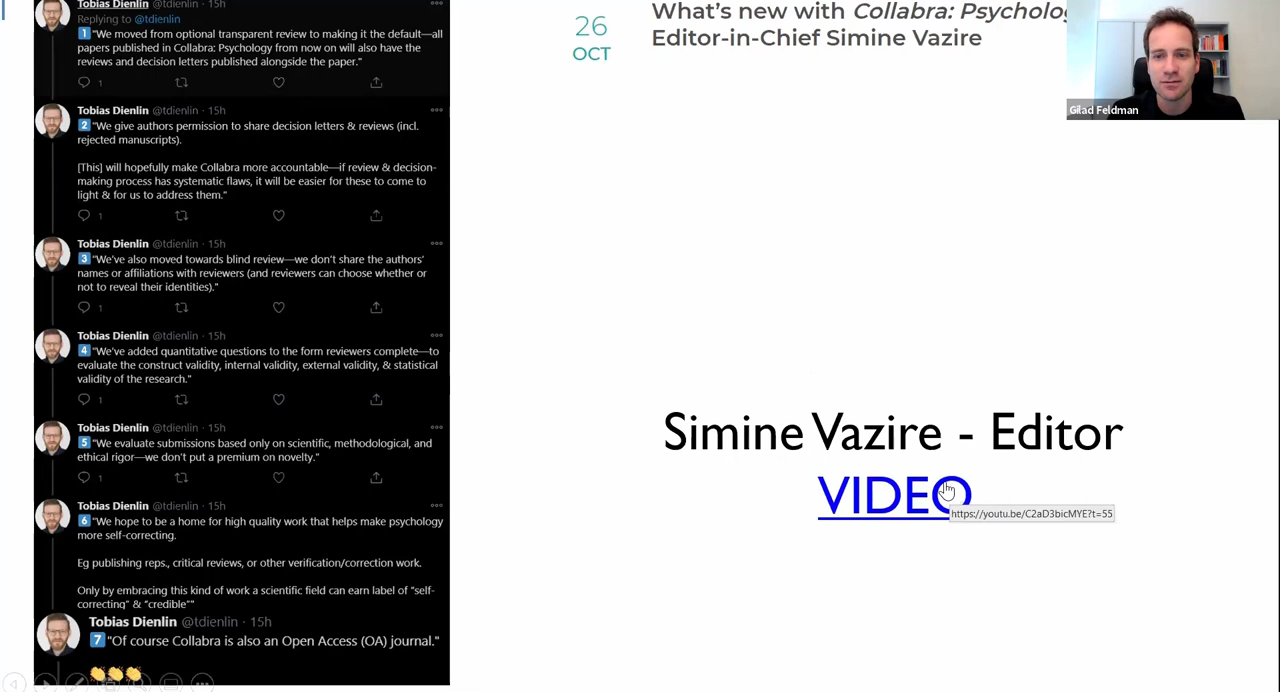 Tobias Dienlin @tdienlin · 15h
Replying to @tdienlin
1 "We moved from optional transparent review to making it the default—all
papers published in Collabra: Psychology from now on will also have the
reviews and decision letters published alongside the paper."
1
Tobias Dienlin @tdienlin · 15h
2 "We give authors permission to share decision letters & reviews (incl.
rejected manuscripts).
[This] will hopefully make Collabra more accountable—if review & decision-
making process has systematic flaws, it will be easier for these to come to
light & for us to address them."
1
Tobias Dienlin @tdienlin · 15h
3 "We've also moved towards blind review—we don't share the authors'
names or affiliations with reviewers (and reviewers can choose whether or
not to reveal their identities)."
1
Tobias Dienlin @tdienlin · 15h
4 "We've added quantitative questions to the form reviewers complete—to
evaluate the construct validity, internal validity, external validity, & statistical
validity of the research."
1
Tobias Dienlin @tdienlin · 15h
5 "We evaluate submissions based only on scientific, methodological, and
ethical rigor—we don't put a premium on novelty."
1
Tobias Dienlin @tdienlin · 15h
6 "We hope to be a home for high quality work that helps make psychology
more self-correcting.
Eg publishing reps., critical reviews, or other verification/correction work.
Only by embracing this kind of work a scientific field can earn label of "self-
correcting" & "credible""
Tobias Dienlin @tdienlin · 15h
7 "Of course Collabra is also an Open Access (OA) journal."
26
OCT
What's new with Collabra: Psycholog
Editor-in-Chief Simine Vazire
Gilad Feldman
Simine Vazire - Editor
VIDEO
https://youtu.be/C2aD3bicMYE?t=55